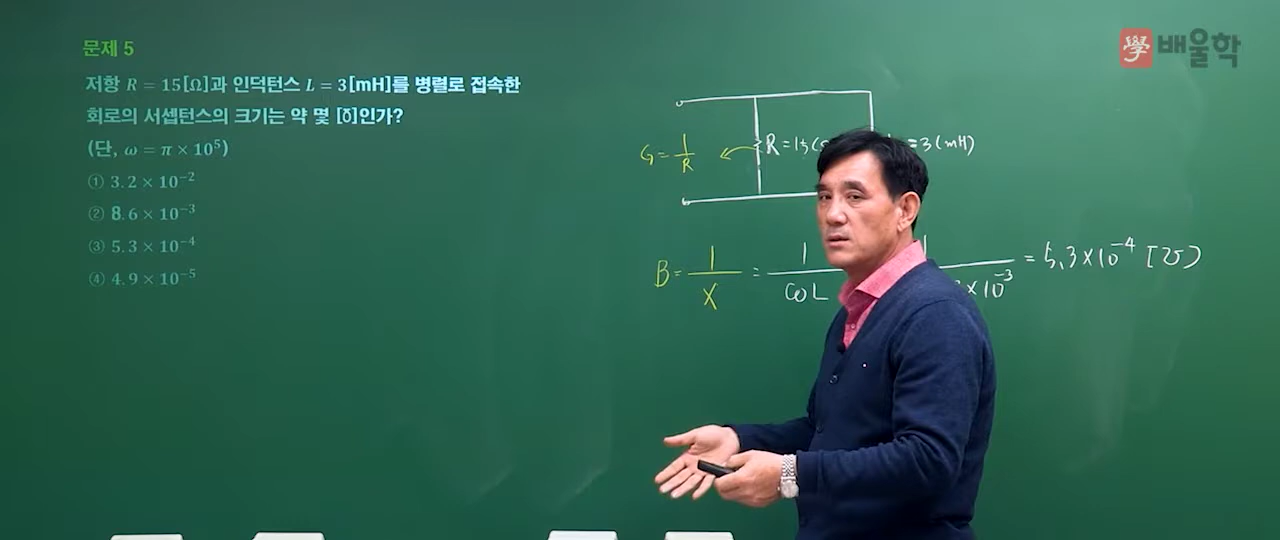 문제 5
저항 R = 15[Ω]과 인덕턴스 L = 3[mH]를 병렬로 접속한
회로의 서셉턴스의 크기는 약 몇 [℧]인가?
(단, ω = π × 10⁵)
① 3.2 × 10⁻²
② 8.6 × 10⁻³
③ 5.3 × 10⁻⁴
④ 4.9 × 10⁻⁵
學 배울학
G = 1/R
R = 15(
= 3(mH)
B = 1/X = 1/ωL
1
× 10⁻³ = 5.3 × 10⁻⁴ [℧]